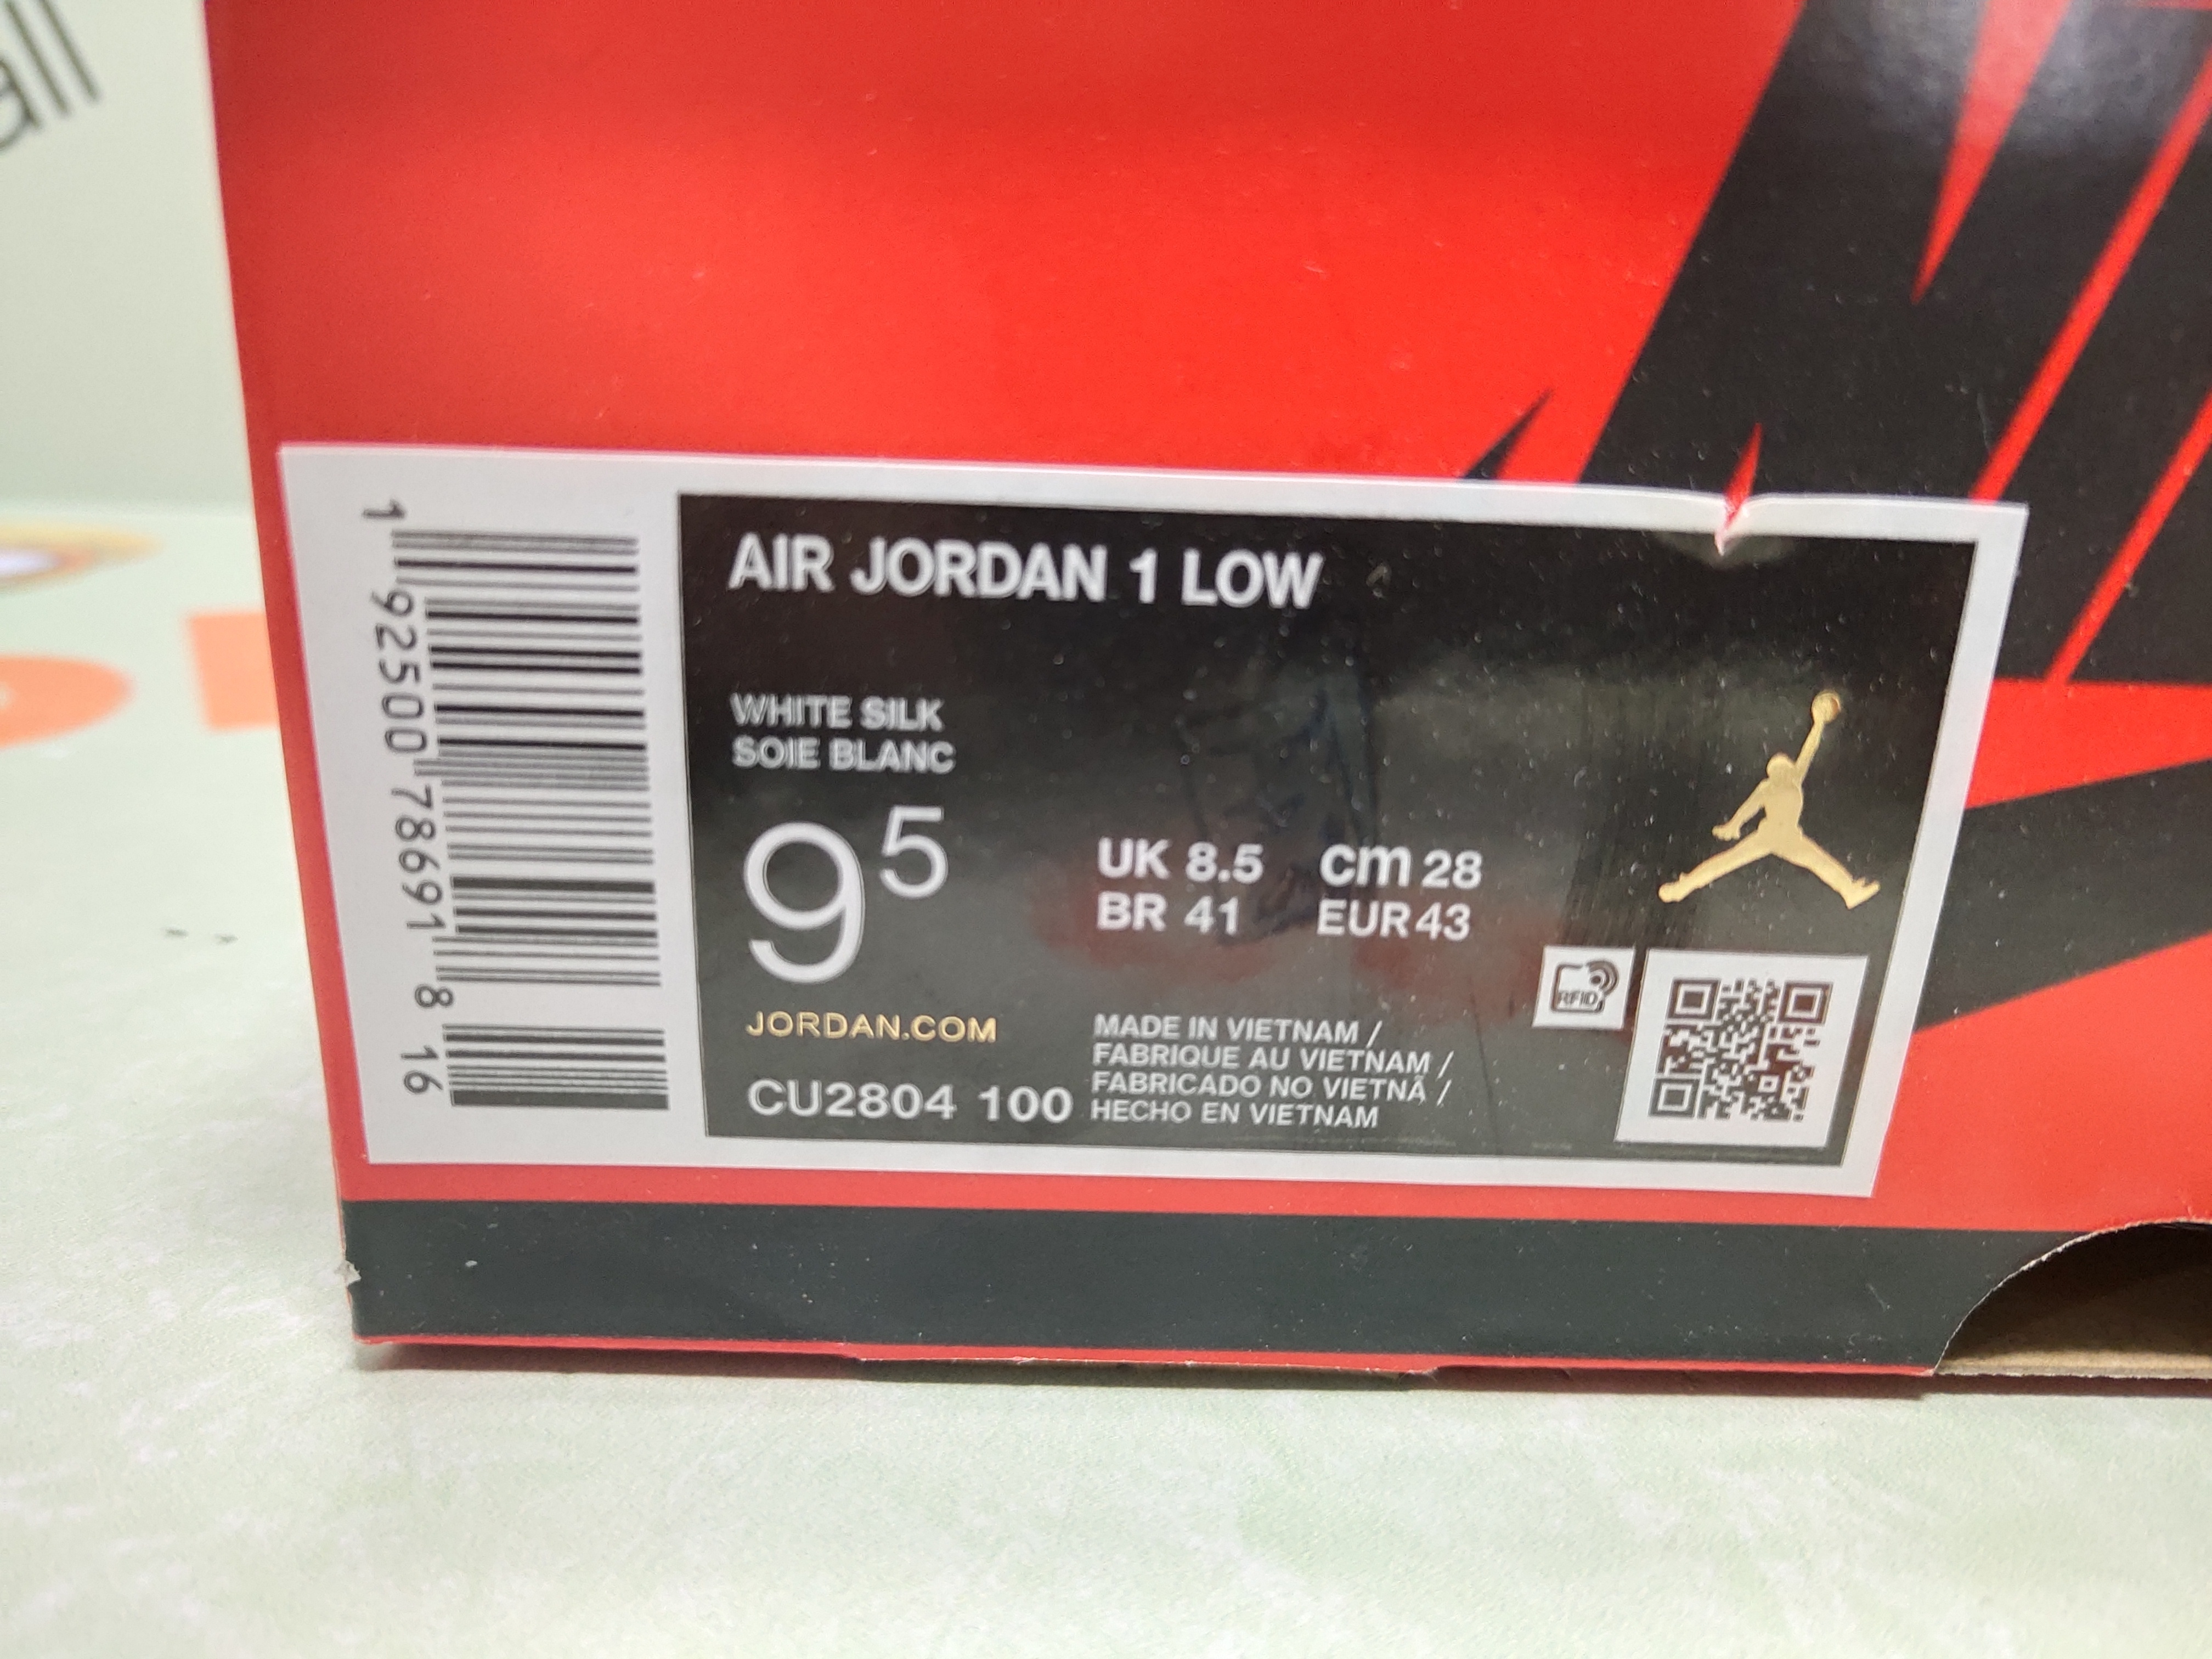 all
1 92500 78691 8 16
AIR JORDAN 1 LOW
WHITE SILK
SOIE BLANC
9 5
UK 8.5 cm 28
BR 41 EUR 43
RFID
JORDAN.COM
CU2804 100
MADE IN VIETNAM /
FABRIQUE AU VIETNAM /
FABRICADO NO VIETNÃ /
HECHO EN VIETNAM